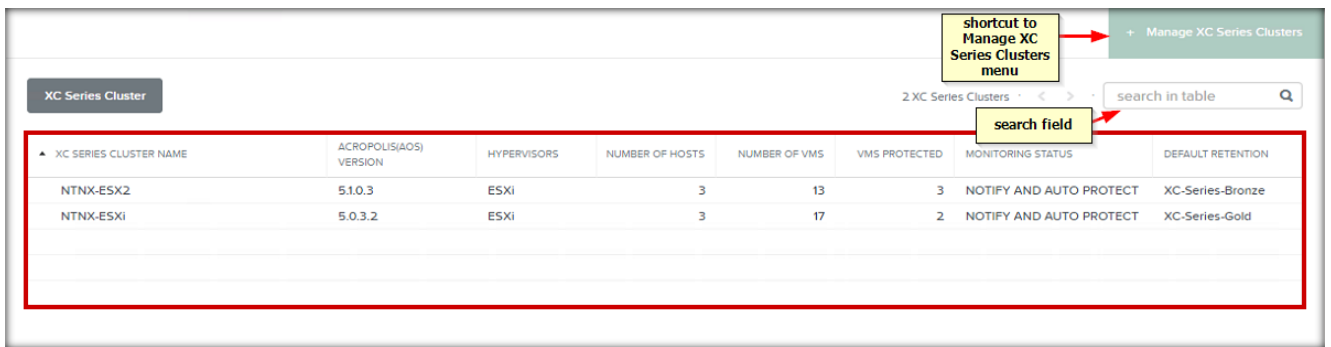 shortcut to
Manage XC
Series Clusters
menu
+ Manage XC Series Clusters
XC Series Cluster
2 XC Series Clusters · < > ·
search in table
search field
XC SERIES CLUSTER NAME ACROPOLIS(AOS) VERSION HYPERVISORS NUMBER OF HOSTS NUMBER OF VMS VMS PROTECTED MONITORING STATUS DEFAULT RETENTION
NTNX-ESX2 5.1.0.3 ESXi 3 13 3 NOTIFY AND AUTO PROTECT XC-Series-Bronze
NTNX-ESXi 5.0.3.2 ESXi 3 17 2 NOTIFY AND AUTO PROTECT XC-Series-Gold